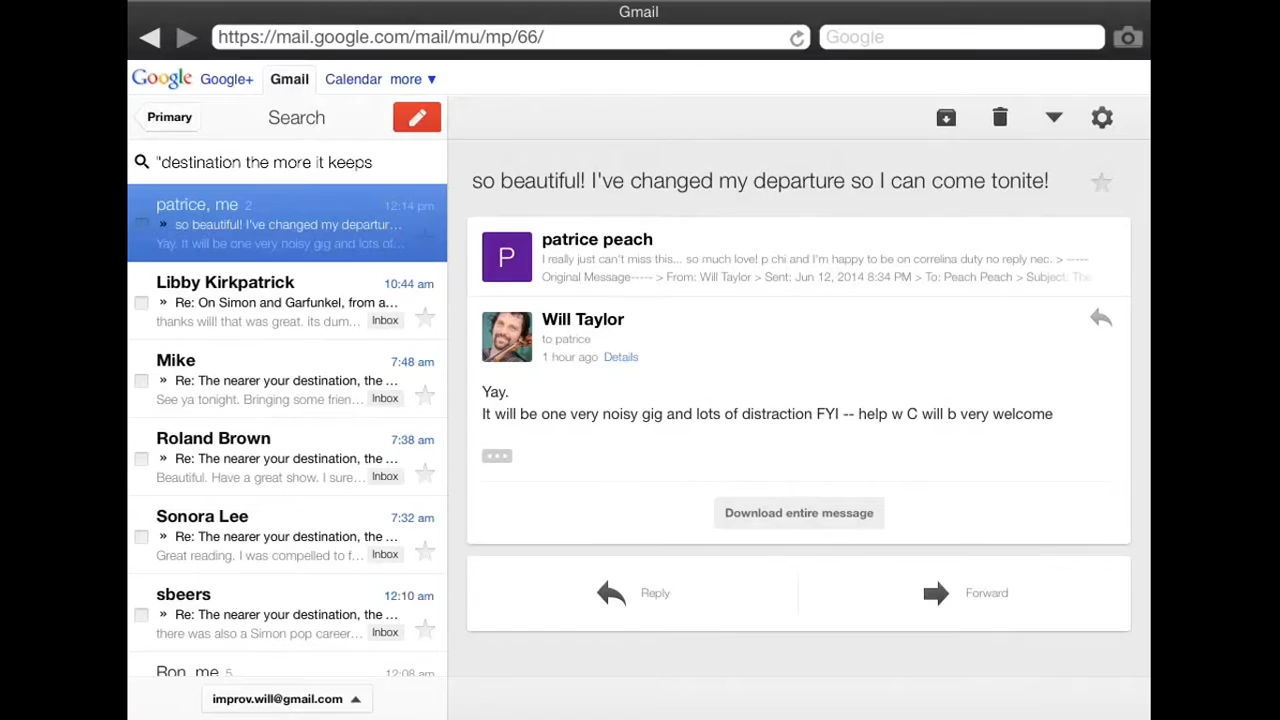 Gmail
https://mail.google.com/mail/mu/mp/66/
Google
Google Google+ Gmail Calendar more ▼
Primary
Search
"destination the more it keeps
patrice, me 2 12:14 pm
» so beautiful! I've changed my departur...
Yay. It will be one very noisy gig and lots of...
Libby Kirkpatrick 10:44 am
» Re: On Simon and Garfunkel, from a...
thanks will! that was great. its dum... Inbox
Mike 7:48 am
» Re: The nearer your destination, the ...
See ya tonight. Bringing some frien... Inbox
Roland Brown 7:38 am
» Re: The nearer your destination, the ...
Beautiful. Have a great show. I sure... Inbox
Sonora Lee 7:32 am
» Re: The nearer your destination, the ...
Great reading. I was compelled to f... Inbox
sbeers 12:10 am
» Re: The nearer your destination, the ...
there was also a Simon pop career... Inbox
Ron, me 5 12:08 am
improv.will@gmail.com
so beautiful! I've changed my departure so I can come tonite!
P
patrice peach
I really just can't miss this... so much love! p chi and I'm happy to be on correlina duty no reply nec. > -----
Original Message----- > From: Will Taylor > Sent: Jun 12, 2014 8:34 PM > To: Peach Peach > Subject: The
Will Taylor
to patrice
1 hour ago Details
Yay.
It will be one very noisy gig and lots of distraction FYI -- help w C will b very welcome
Download entire message
Reply
Forward